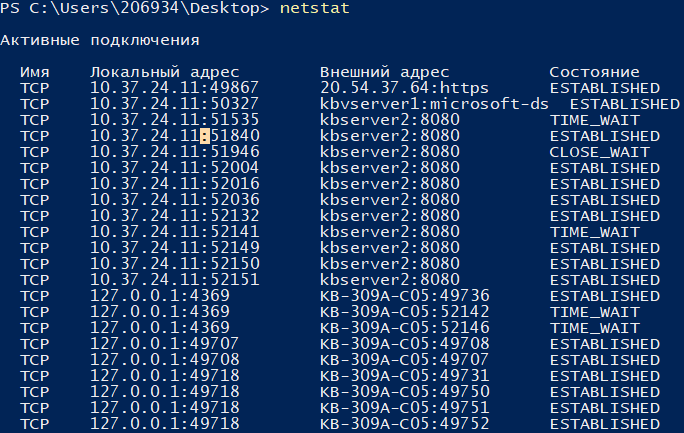 PS C:\Users\206934\Desktop> netstat
Активные подключения
Имя Локальный адрес Внешний адрес Состояние
TCP 10.37.24.11:49867 20.54.37.64:https ESTABLISHED
TCP 10.37.24.11:50327 kbvserver1:microsoft-ds ESTABLISHED
TCP 10.37.24.11:51535 kbserver2:8080 TIME_WAIT
TCP 10.37.24.11:51840 kbserver2:8080 ESTABLISHED
TCP 10.37.24.11:51946 kbserver2:8080 CLOSE_WAIT
TCP 10.37.24.11:52004 kbserver2:8080 ESTABLISHED
TCP 10.37.24.11:52016 kbserver2:8080 ESTABLISHED
TCP 10.37.24.11:52036 kbserver2:8080 ESTABLISHED
TCP 10.37.24.11:52132 kbserver2:8080 ESTABLISHED
TCP 10.37.24.11:52141 kbserver2:8080 TIME_WAIT
TCP 10.37.24.11:52149 kbserver2:8080 ESTABLISHED
TCP 10.37.24.11:52150 kbserver2:8080 ESTABLISHED
TCP 10.37.24.11:52151 kbserver2:8080 ESTABLISHED
TCP 127.0.0.1:4369 KB-309A-C05:49736 ESTABLISHED
TCP 127.0.0.1:4369 KB-309A-C05:52142 TIME_WAIT
TCP 127.0.0.1:4369 KB-309A-C05:52146 TIME_WAIT
TCP 127.0.0.1:49707 KB-309A-C05:49708 ESTABLISHED
TCP 127.0.0.1:49708 KB-309A-C05:49707 ESTABLISHED
TCP 127.0.0.1:49718 KB-309A-C05:49731 ESTABLISHED
TCP 127.0.0.1:49718 KB-309A-C05:49750 ESTABLISHED
TCP 127.0.0.1:49718 KB-309A-C05:49751 ESTABLISHED
TCP 127.0.0.1:49718 KB-309A-C05:49752 ESTABLISHED